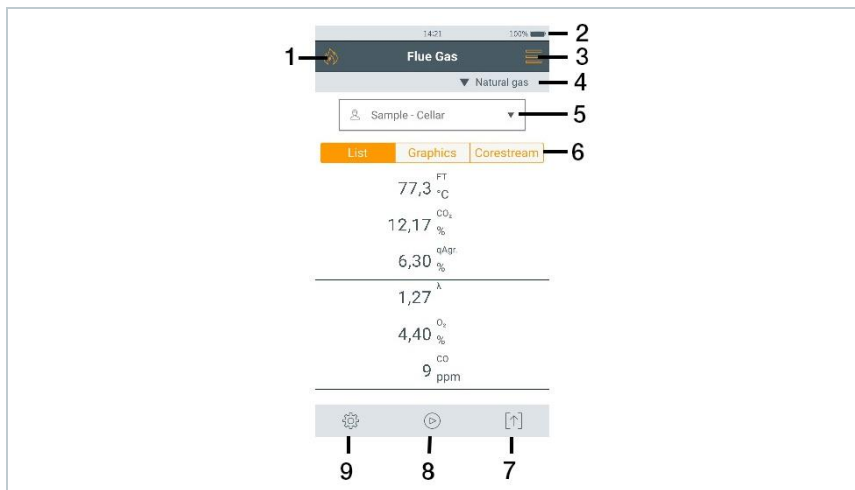 14:21 100% 2
1 Flue Gas 3
▼ Natural gas 4
Sample - Cellar ▼ 5
List Graphics Corestream 6
77,3 FT °C
12,17 CO₂ %
6,30 qAgr. %
1,27 λ
4,40 O₂ %
9 CO ppm
9 8 7